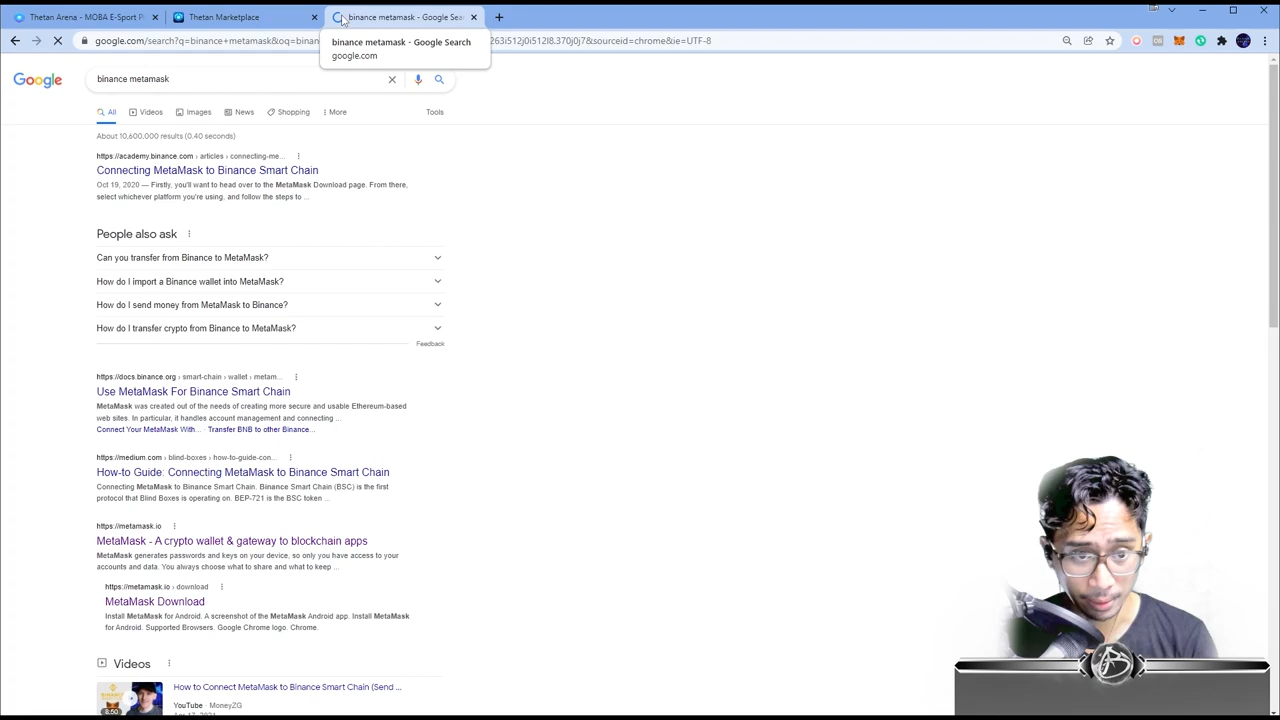 Thetan Arena - MOBA E-Sport Pl
Thetan Marketplace
binance metamask - Google Sea
google.com/search?q=binance+metamask&oq=binan
263i512j0i512l8.370j0j7&sourceid=chrome&ie=UTF-8
binance metamask - Google Search
google.com
Google
binance metamask
All
Videos
Images
News
Shopping
More
Tools
About 10,600,000 results (0.40 seconds)
https://academy.binance.com › articles › connecting-me...
Connecting MetaMask to Binance Smart Chain
Oct 19, 2020 — Firstly, you'll want to head over to the MetaMask Download page. From there,
select whichever platform you're using, and follow the steps to ...
People also ask
Can you transfer from Binance to MetaMask?
How do I import a Binance wallet into MetaMask?
How do I send money from MetaMask to Binance?
How do I transfer crypto from Binance to MetaMask?
Feedback
https://docs.binance.org › smart-chain › wallet › metam...
Use MetaMask For Binance Smart Chain
MetaMask was created out of the needs of creating more secure and usable Ethereum-based
web sites. In particular, it handles account management and connecting ...
Connect Your MetaMask With... · Transfer BNB to other Binance...
https://medium.com › blind-boxes › how-to-guide-con...
How-to Guide: Connecting MetaMask to Binance Smart Chain
Connecting MetaMask to Binance Smart Chain. Binance Smart Chain (BSC) is the first
protocol that Blind Boxes is operating on. BEP-721 is the BSC token ...
https://metamask.io
MetaMask - A crypto wallet & gateway to blockchain apps
MetaMask generates passwords and keys on your device, so only you have access to your
accounts and data. You always choose what to share and what to keep ...
https://metamask.io › download
MetaMask Download
Install MetaMask for Android. A screenshot of the MetaMask Android app. Install MetaMask
for Android. Supported Browsers. Google Chrome logo. Chrome.
Videos
How to Connect MetaMask to Binance Smart Chain (Send ...
YouTube · MoneyZG
8:50